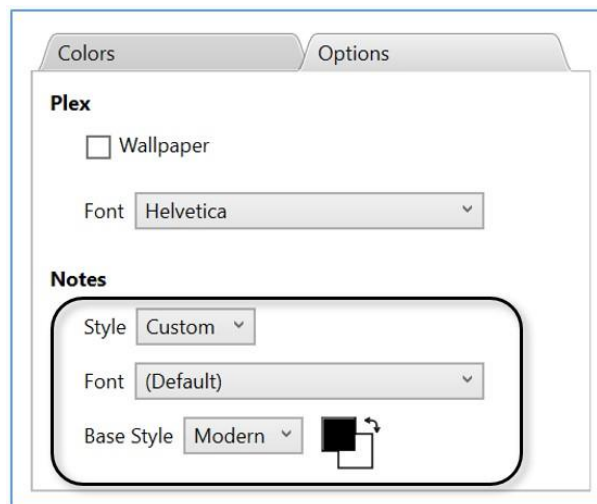 Colors Options
Plex
Wallpaper
Font Helvetica
Notes
Style Custom
Font (Default)
Base Style Modern